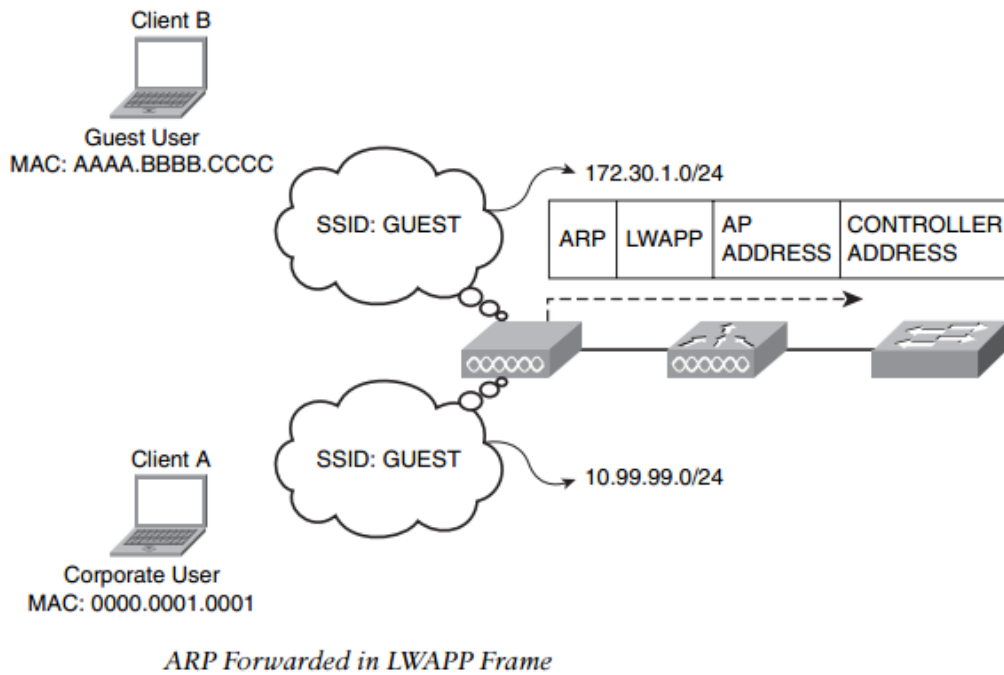 Client B
Guest User
MAC: AAAA.BBBB.CCCC
SSID: GUEST
172.30.1.0/24
ARP
LWAPP
AP
ADDRESS
CONTROLLER
ADDRESS
SSID: GUEST
10.99.99.0/24
Client A
Corporate User
MAC: 0000.0001.0001
ARP Forwarded in LWAPP Frame